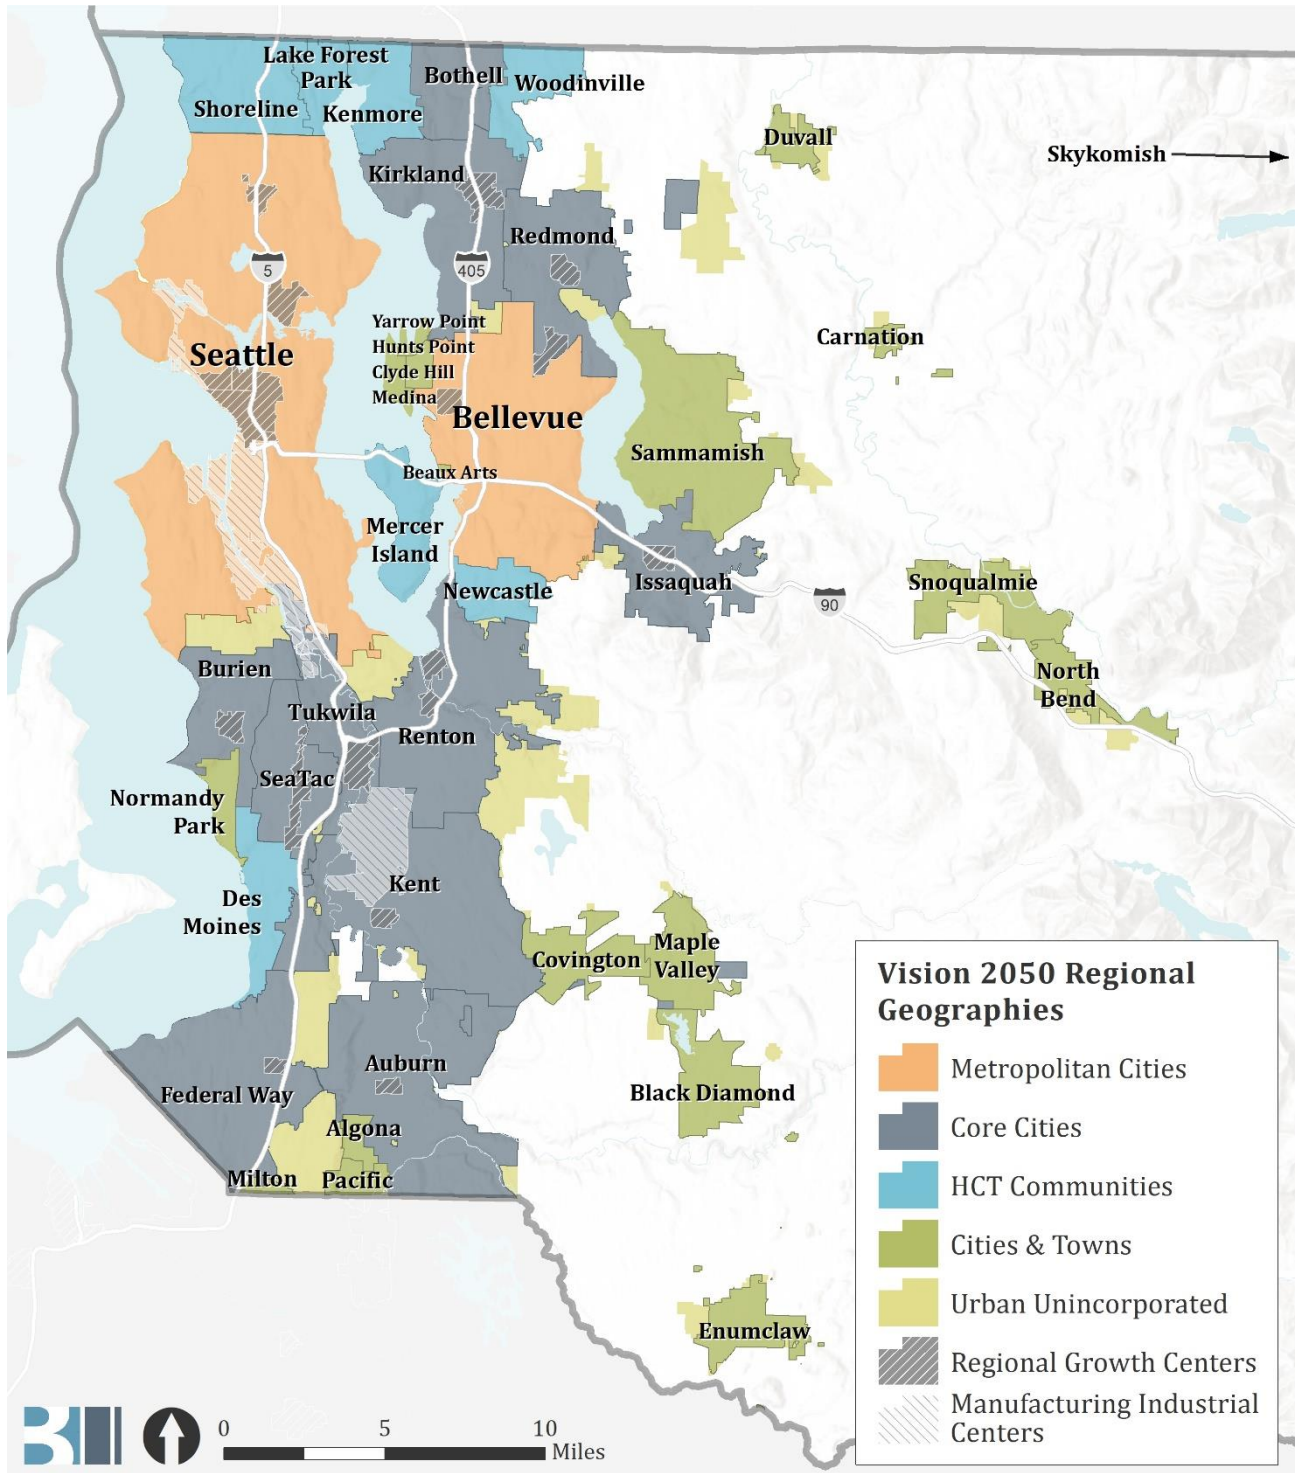 Lake Forest
Park
Bothell
Woodinville
Shoreline
Kenmore
Duvall
Skykomish
Kirkland
Redmond
5
405
Yarrow Point
Hunts Point
Clyde Hill
Medina
Carnation
Seattle
Bellevue
Sammamish
Beaux Arts
Mercer
Island
Newcastle
Issaquah
Snoqualmie
90
Burien
North
Bend
Tukwila
Renton
SeaTac
Normandy
Park
Kent
Des
Moines
Covington
Maple
Valley
Auburn
Federal Way
Black Diamond
Algona
Milton
Pacific
Enumclaw
Vision 2050 Regional
Geographies
Metropolitan Cities
Core Cities
HCT Communities
Cities & Towns
Urban Unincorporated
Regional Growth Centers
Manufacturing Industrial
Centers
0 5 10
Miles